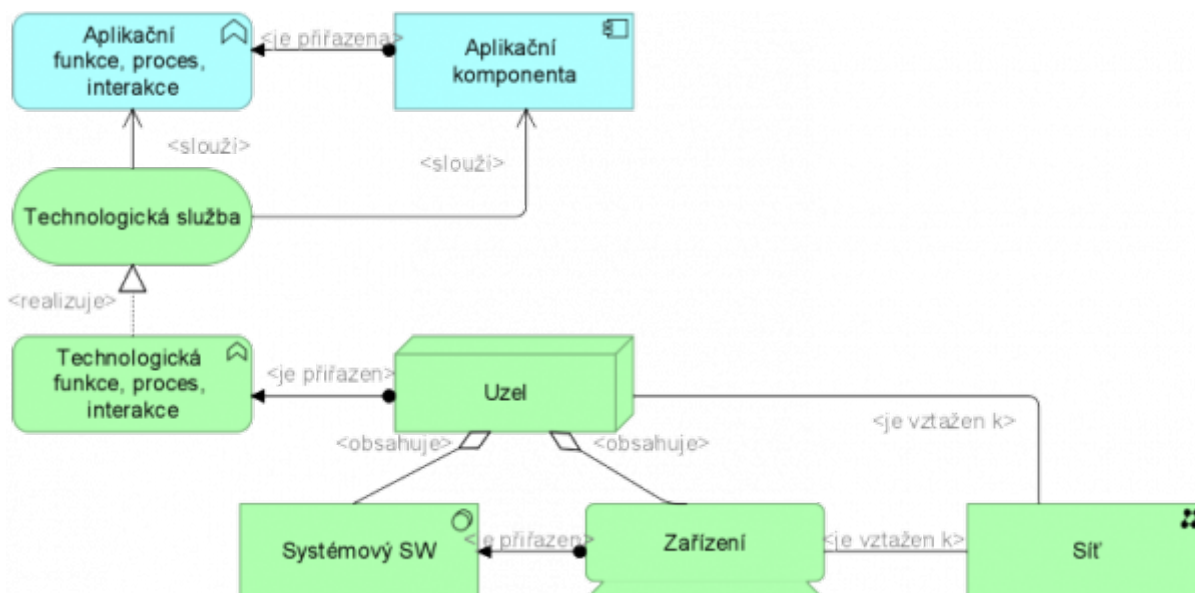 Aplikační
funkce, proces,
interakce
<je přiřazena>
Aplikační
komponenta
<slouží>
<slouží>
Technologická služba
<realizuje>
Technologická
funkce, proces,
interakce
<je přiřazen>
Uzel
<je vztažen k>
<obsahuje>
<obsahuje>
Systémový SW
<je přiřazen>
Zařízení
<je vztažen k>
Síť